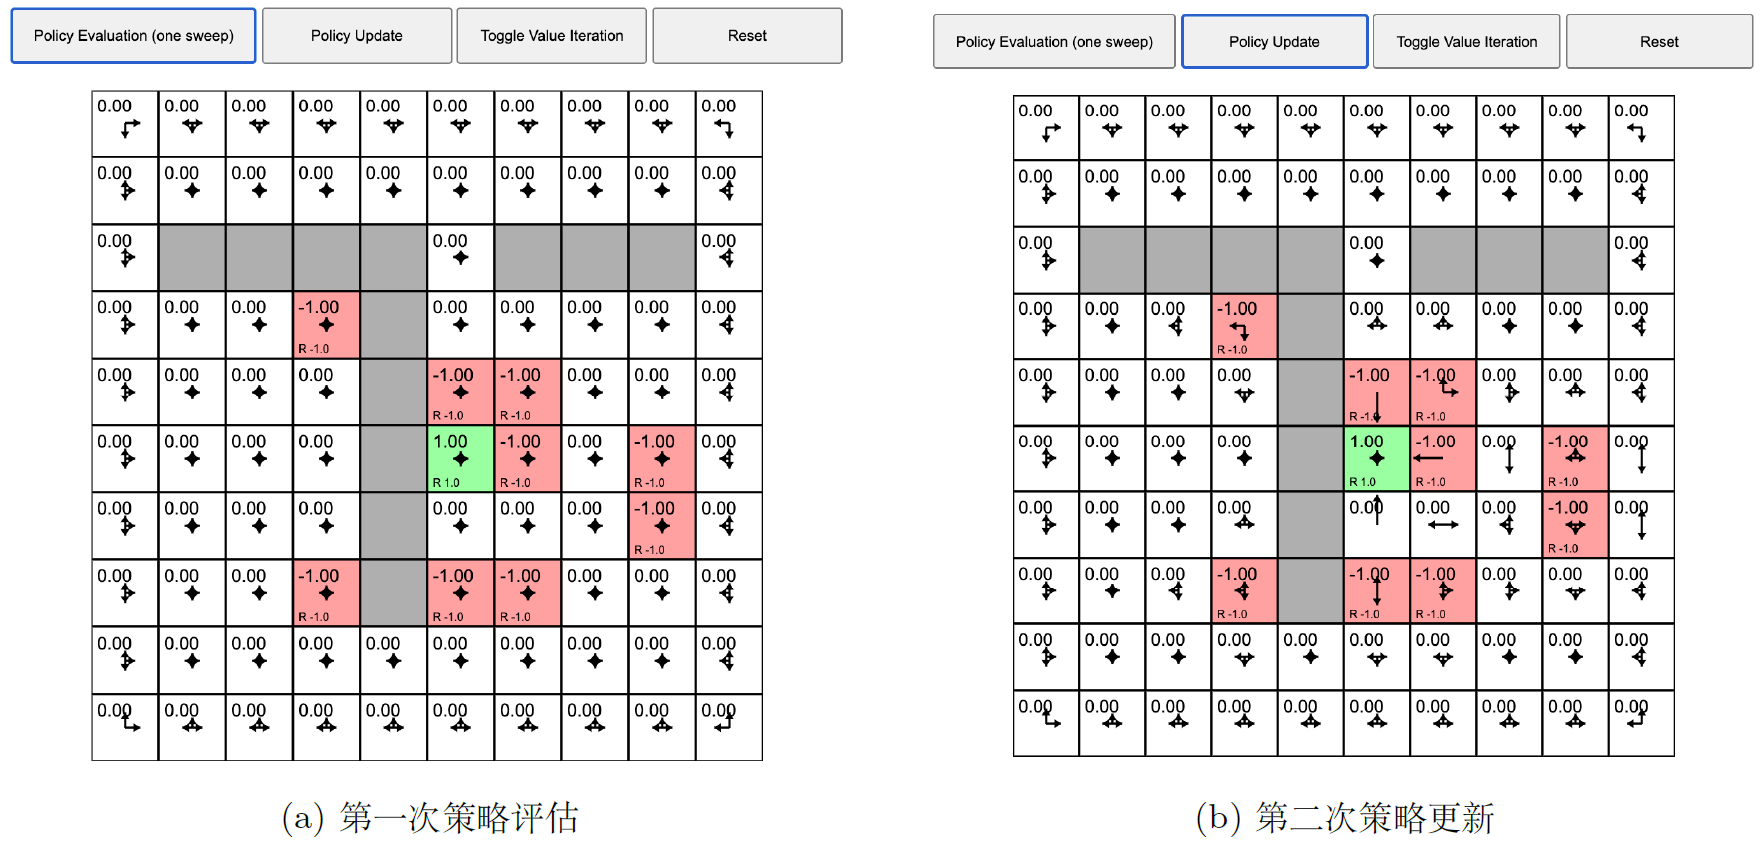 Policy Evaluation (one sweep) Policy Update Toggle Value Iteration Reset
0.00 0.00 0.00 0.00 0.00 0.00 0.00 0.00 0.00 0.00
0.00 0.00 0.00 0.00 0.00 0.00 0.00 0.00 0.00 0.00
0.00 0.00 0.00
0.00 0.00 0.00 -1.00 0.00 0.00 0.00 0.00 0.00
R -1.0
0.00 0.00 0.00 0.00 -1.00 -1.00 0.00 0.00 0.00
R -1.0 R -1.0
0.00 0.00 0.00 0.00 1.00 -1.00 0.00 -1.00 0.00
R 1.0 R -1.0 R -1.0
0.00 0.00 0.00 0.00 0.00 0.00 0.00 -1.00 0.00
R -1.0
0.00 0.00 0.00 -1.00 -1.00 -1.00 0.00 0.00 0.00
R -1.0 R -1.0 R -1.0
0.00 0.00 0.00 0.00 0.00 0.00 0.00 0.00 0.00 0.00
0.00 0.00 0.00 0.00 0.00 0.00 0.00 0.00 0.00 0.00
(a) 第一次策略评估
Policy Evaluation (one sweep) Policy Update Toggle Value Iteration Reset
0.00 0.00 0.00 0.00 0.00 0.00 0.00 0.00 0.00 0.00
0.00 0.00 0.00 0.00 0.00 0.00 0.00 0.00 0.00 0.00
0.00 0.00 0.00
0.00 0.00 0.00 -1.00 0.00 0.00 0.00 0.00 0.00
R -1.0
0.00 0.00 0.00 0.00 -1.00 -1.00 0.00 0.00 0.00
R -1.0 R -1.0
0.00 0.00 0.00 0.00 1.00 -1.00 0.00 -1.00 0.00
R 1.0 R -1.0 R -1.0
0.00 0.00 0.00 0.00 0.00 0.00 0.00 -1.00 0.00
R -1.0
0.00 0.00 0.00 -1.00 -1.00 -1.00 0.00 0.00 0.00
R -1.0 R -1.0 R -1.0
0.00 0.00 0.00 0.00 0.00 0.00 0.00 0.00 0.00 0.00
0.00 0.00 0.00 0.00 0.00 0.00 0.00 0.00 0.00 0.00
(b) 第二次策略更新